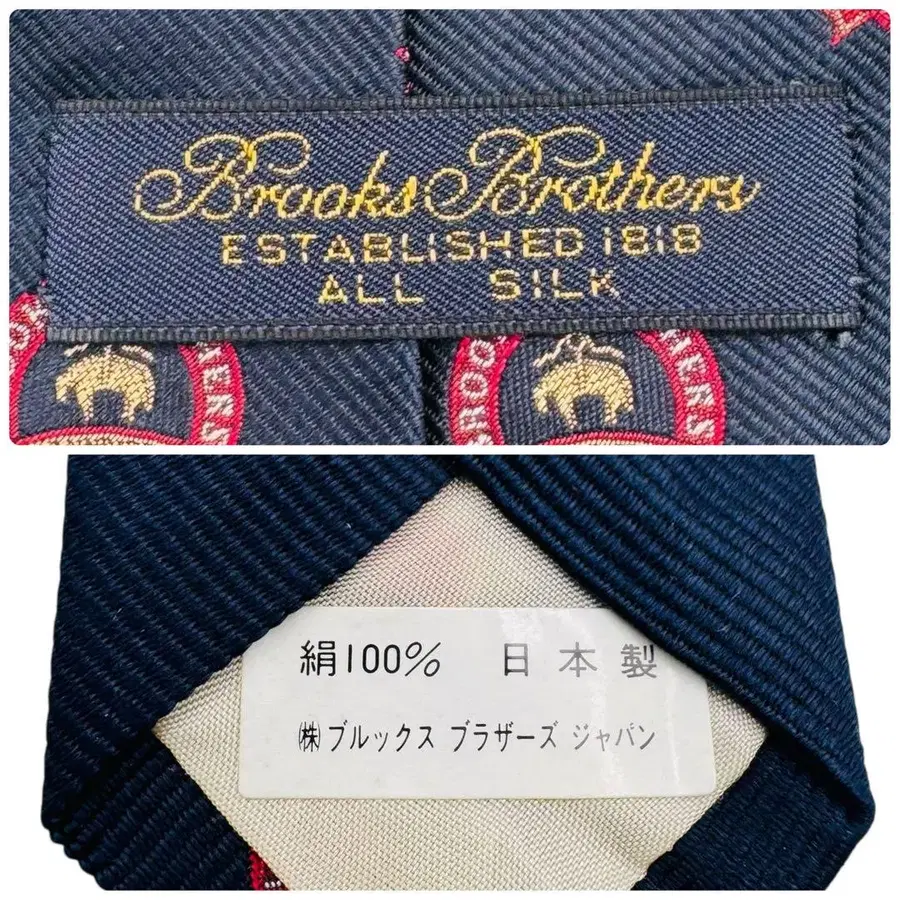 Brooks Brothers
ESTABLISHED 1818
ALL SILK
絹100% 日本製
㈱ブルックス ブラザーズ ジャパン